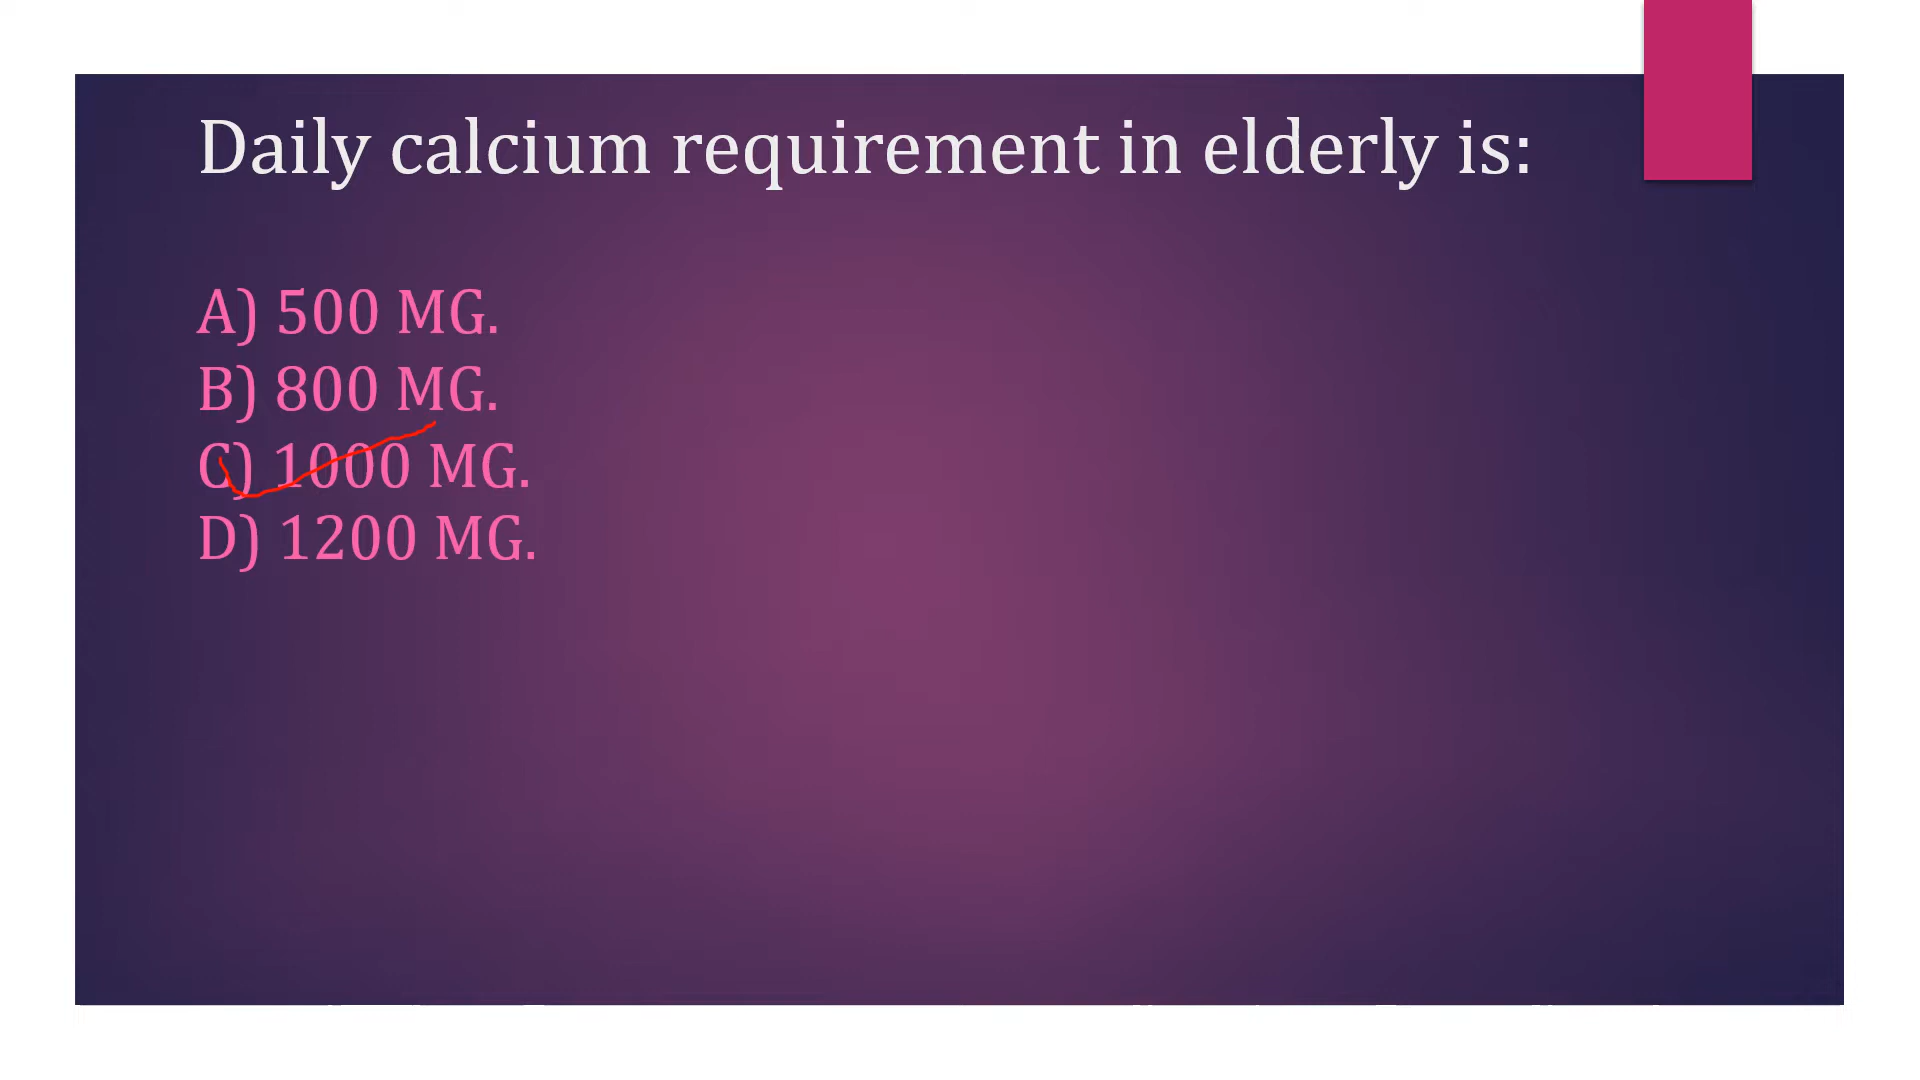 Daily calcium requirement in elderly is:
A) 500 MG.
B) 800 MG.
C) 1000 MG.
D) 1200 MG.